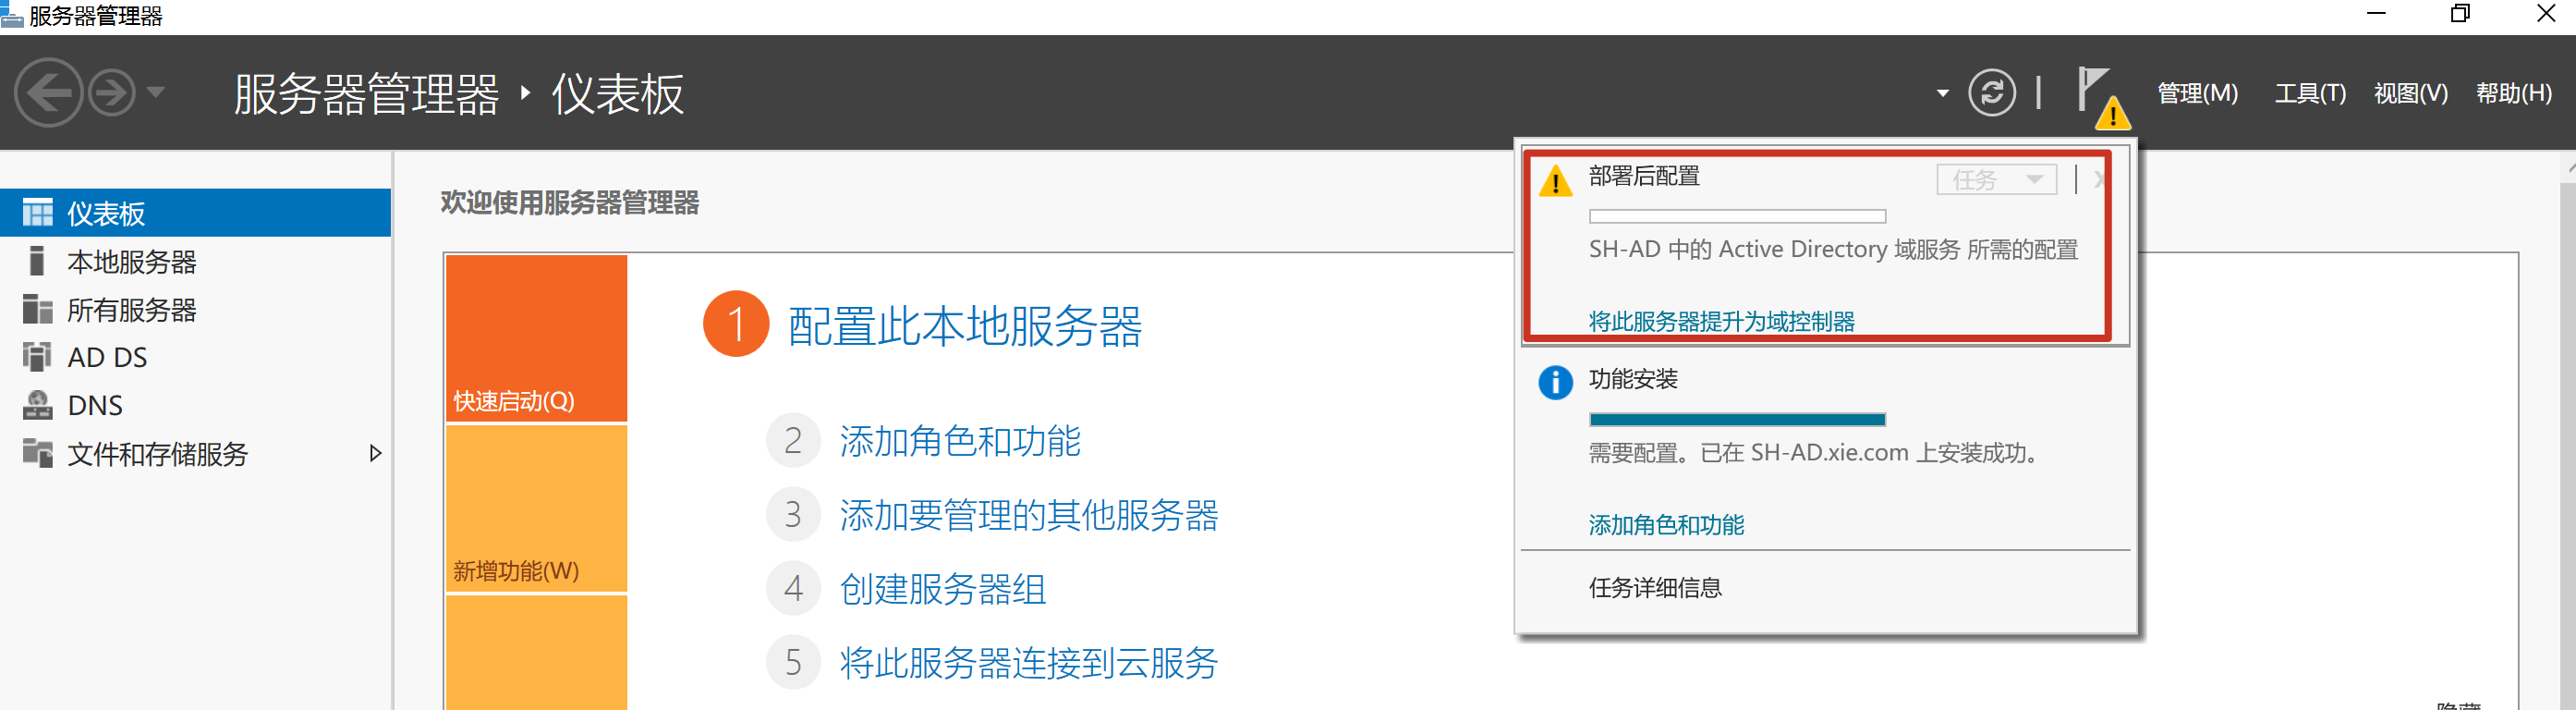 服务器管理器
服务器管理器 ‣ 仪表板
管理(M) 工具(T) 视图(V) 帮助(H)
仪表板
本地服务器
所有服务器
AD DS
DNS
文件和存储服务
欢迎使用服务器管理器
快速启动(Q)
新增功能(W)
1 配置此本地服务器
2 添加角色和功能
3 添加要管理的其他服务器
4 创建服务器组
5 将此服务器连接到云服务
部署后配置
任务
SH-AD 中的 Active Directory 域服务 所需的配置
将此服务器提升为域控制器
功能安装
需要配置。已在 SH-AD.xie.com 上安装成功。
添加角色和功能
任务详细信息